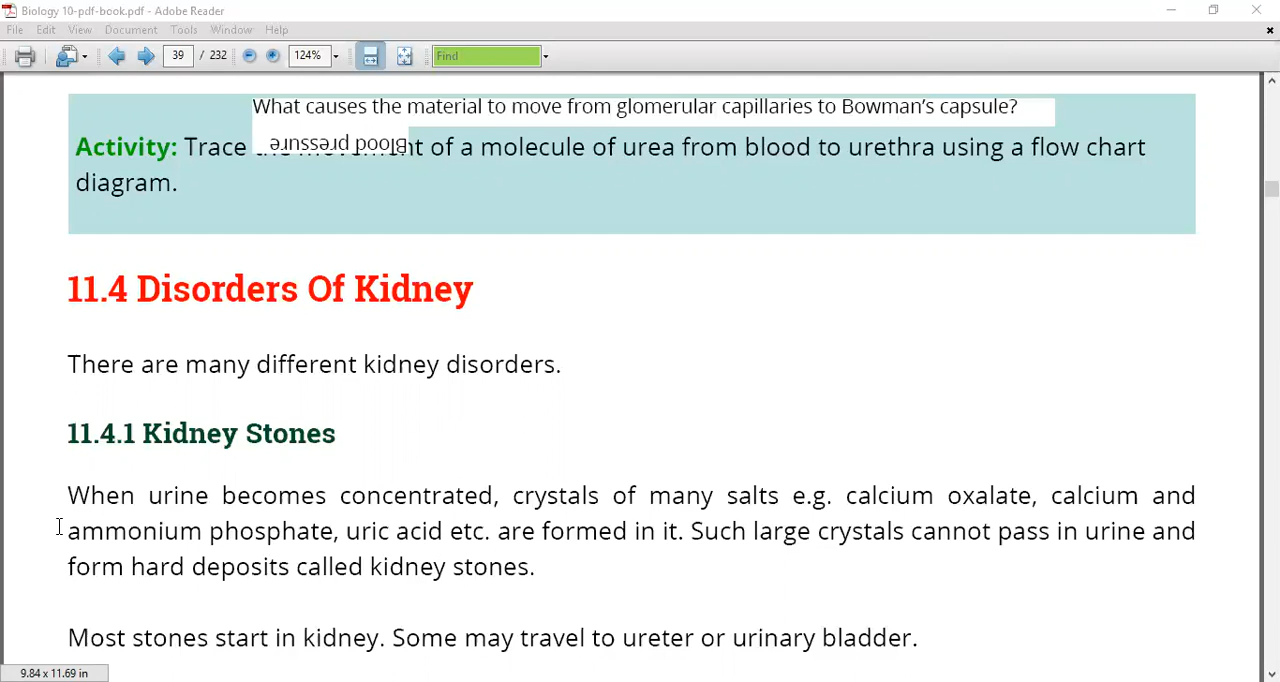 Biology 10-pdf-book.pdf - Adobe Reader
File Edit View Document Tools Window Help
39 / 232 124% Find
What causes the material to move from glomerular capillaries to Bowman's capsule?
Blood pressure
Activity: Trace the movement of a molecule of urea from blood to urethra using a flow chart
diagram.
11.4 Disorders Of Kidney
There are many different kidney disorders.
11.4.1 Kidney Stones
When urine becomes concentrated, crystals of many salts e.g. calcium oxalate, calcium and
ammonium phosphate, uric acid etc. are formed in it. Such large crystals cannot pass in urine and
form hard deposits called kidney stones.
Most stones start in kidney. Some may travel to ureter or urinary bladder.
9.84 x 11.69 in